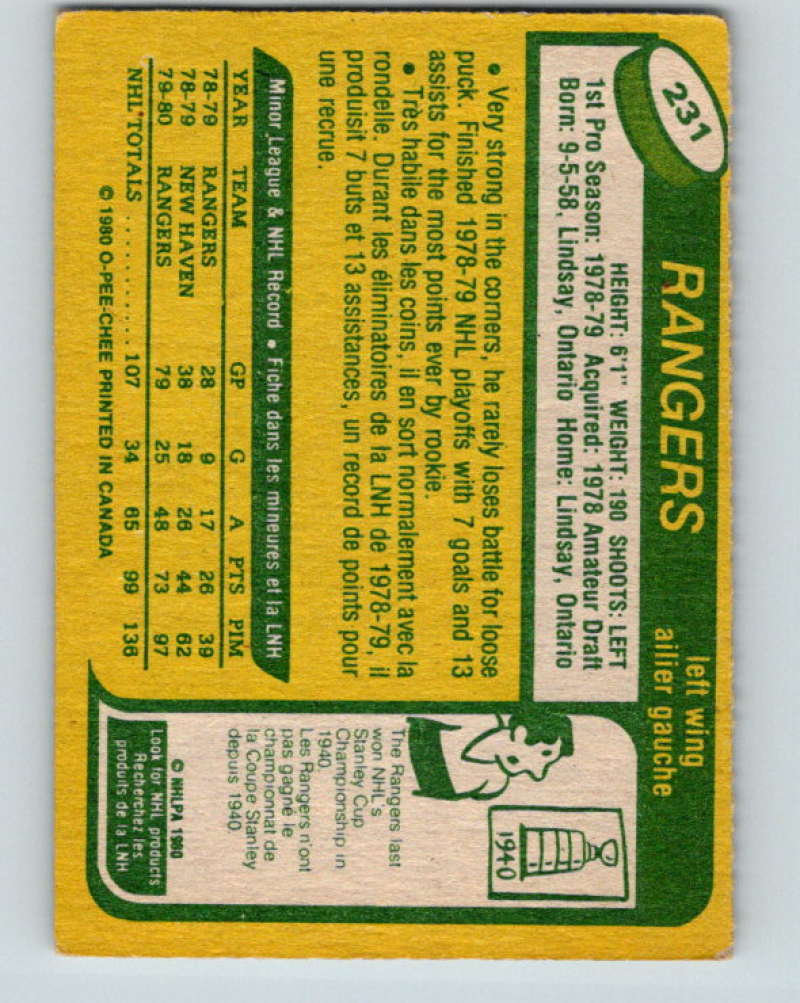 231
RANGERS
left wing
ailier gauche
HEIGHT: 6'1" WEIGHT: 190 SHOOTS: LEFT
1st Pro Season: 1978-79 Acquired: 1978 Amateur Draft
Born: 9-5-58, Lindsay, Ontario Home: Lindsay, Ontario
• Very strong in the corners, he rarely loses battle for loose
puck. Finished 1978-79 NHL playoffs with 7 goals and 13
assists for the most points ever by rookie.
• Très habile dans les coins, il en sort normalement avec la
rondelle. Durant les éliminatoires de la LNH de 1978-79, il
produisit 7 buts et 13 assistances, un record de points pour
une recrue.
Minor League & NHL Record • Fiche dans les mineures et la LNH
YEAR TEAM GP G A PTS PIM
78-79 RANGERS 28 9 17 26 39
78-79 NEW HAVEN 38 18 26 44 62
79-80 RANGERS 79 25 48 73 97
NHL TOTALS ........... 107 34 65 99 136
© 1980 O-PEE-CHEE PRINTED IN CANADA
1940
The Rangers last
won NHL's
Stanley Cup
Championship in
1940.
Les Rangers n'ont
pas gagné le
championnat de
la Coupe Stanley
depuis 1940.
© NHLPA 1980
Look for NHL products
Recherchez les
produits de la LNH